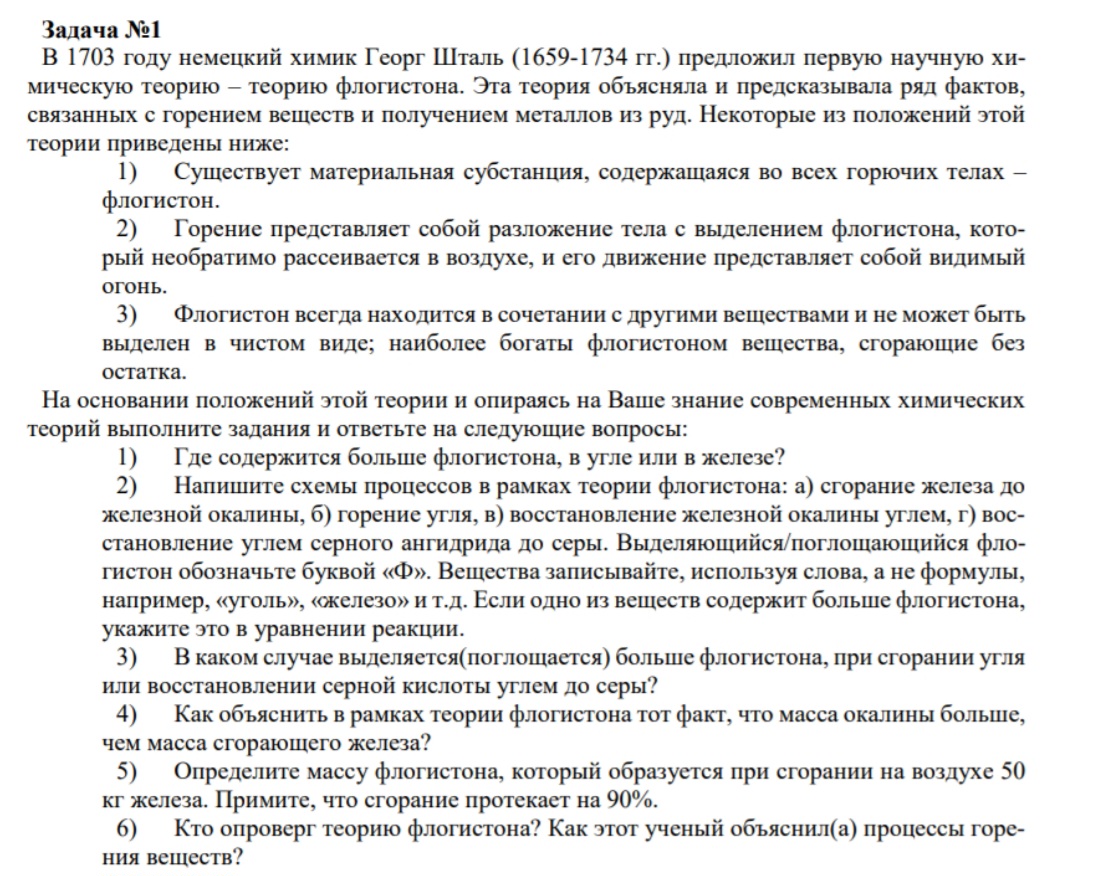 Задача №1
В 1703 году немецкий химик Георг Шталь (1659-1734 гг.) предложил первую научную хи-
мическую теорию – теорию флогистона. Эта теория объясняла и предсказывала ряд фактов,
связанных с горением веществ и получением металлов из руд. Некоторые из положений этой
теории приведены ниже:
1) Существует материальная субстанция, содержащаяся во всех горючих телах –
флогистон.
2) Горение представляет собой разложение тела с выделением флогистона, кото-
рый необратимо рассеивается в воздухе, и его движение представляет собой видимый
огонь.
3) Флогистон всегда находится в сочетании с другими веществами и не может быть
выделен в чистом виде; наиболее богаты флогистоном вещества, сгорающие без
остатка.
На основании положений этой теории и опираясь на Ваше знание современных химических
теорий выполните задания и ответьте на следующие вопросы:
1) Где содержится больше флогистона, в угле или в железе?
2) Напишите схемы процессов в рамках теории флогистона: а) сгорание железа до
железной окалины, б) горение угля, в) восстановление железной окалины углем, г) вос-
становление углем серного ангидрида до серы. Выделяющийся/поглощающийся фло-
гистон обозначьте буквой «Ф». Вещества записывайте, используя слова, а не формулы,
например, «уголь», «железо» и т.д. Если одно из веществ содержит больше флогистона,
укажите это в уравнении реакции.
3) В каком случае выделяется(поглощается) больше флогистона, при сгорании угля
или восстановлении серной кислоты углем до серы?
4) Как объяснить в рамках теории флогистона тот факт, что масса окалины больше,
чем масса сгорающего железа?
5) Определите массу флогистона, который образуется при сгорании на воздухе 50
кг железа. Примите, что сгорание протекает на 90%.
6) Кто опроверг теорию флогистона? Как этот ученый объяснил(а) процессы горе-
ния веществ?